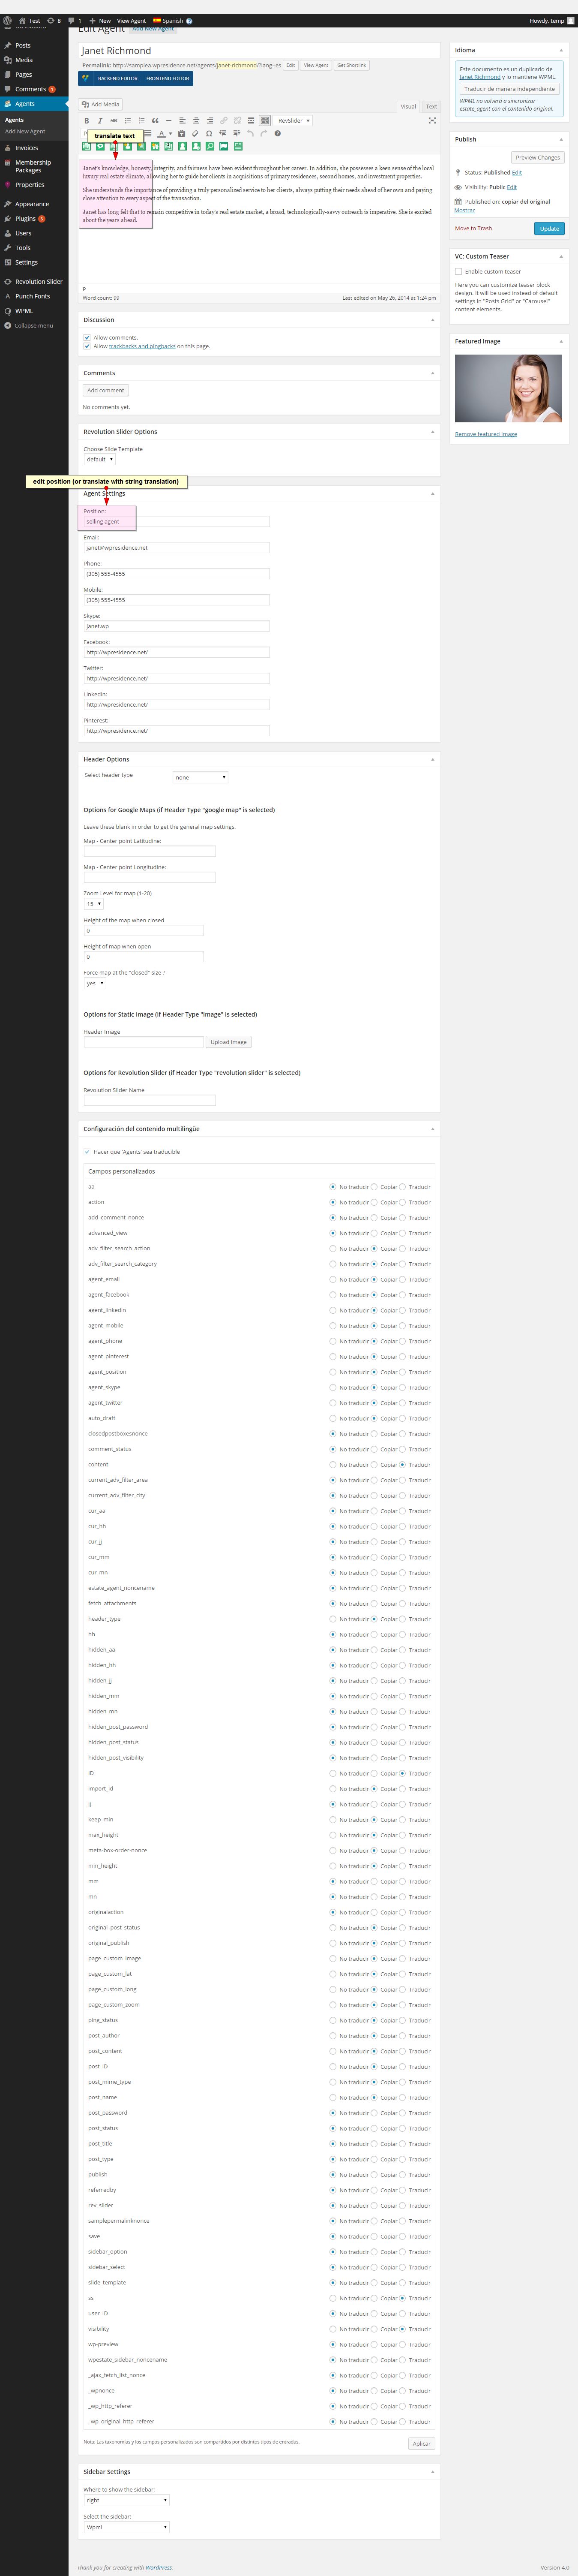 Test 8 1 New View Agent Spanish Howdy, temp
Edit Agent Add New Agent
Posts
Media
Pages
Comments 1
Agents
Agents
Add New Agent
Invoices
Membership
Packages
Properties
Appearance
Plugins 5
Users
Tools
Settings
Revolution Slider
Punch Fonts
WPML
Collapse menu
Janet Richmond
Permalink: http://samplea.wpresidence.net/agents/janet-richmond/?lang=es Edit View Agent Get Shortlink
BACKEND EDITOR FRONTEND EDITOR
Add Media Visual Text
RevSlider
translate text
Janet's knowledge, honesty, integrity, and fairness have been evident throughout her career. In addition, she possesses a keen sense of the local
luxury real estate climate, allowing her to guide her clients in acquisitions of primary residences, second homes, and investment properties.
She understands the importance of providing a truly personalized service to her clients, always putting their needs ahead of her own and paying
close attention to every aspect of the transaction.
Janet has long felt that to remain competitive in today's real estate market, a broad, technologically-savvy outreach is imperative. She is excited
about the years ahead.
p
Word count: 99 Last edited on May 26, 2014 at 1:24 pm
Discussion
Allow comments.
Allow trackbacks and pingbacks on this page.
Comments
Add comment
No comments yet.
Revolution Slider Options
Choose Slide Template
default
edit position (or translate with string translation)
Agent Settings
Position:
selling agent
Email:
janet@wpresidence.net
Phone:
(305) 555-4555
Mobile:
(305) 555-4555
Skype:
janet.wp
Facebook:
http://wpresidence.net/
Twitter:
http://wpresidence.net/
Linkedin:
http://wpresidence.net/
Pinterest:
http://wpresidence.net/
Header Options
Select header type none
Options for Google Maps (if Header Type "google map" is selected)
Leave these blank in order to get the general map settings.
Map - Center point Latitudine:
Map - Center point Longitudine:
Zoom Level for map (1-20)
15
Height of the map when closed
0
Height of map when open
0
Force map at the "closed" size ?
yes
Options for Static Image (if Header Type "image" is selected)
Header Image
Upload Image
Options for Revolution Slider (if Header Type "revolution slider" is selected)
Revolution Slider Name
Configuración del contenido multilingüe
Hacer que 'Agents' sea traducible
Campos personalizados
aa No traducir Copiar Traducir
action No traducir Copiar Traducir
add_comment_nonce No traducir Copiar Traducir
advanced_view No traducir Copiar Traducir
adv_filter_search_action No traducir Copiar Traducir
adv_filter_search_category No traducir Copiar Traducir
agent_email No traducir Copiar Traducir
agent_facebook No traducir Copiar Traducir
agent_linkedin No traducir Copiar Traducir
agent_mobile No traducir Copiar Traducir
agent_phone No traducir Copiar Traducir
agent_pinterest No traducir Copiar Traducir
agent_position No traducir Copiar Traducir
agent_skype No traducir Copiar Traducir
agent_twitter No traducir Copiar Traducir
auto_draft No traducir Copiar Traducir
closedpostboxesnonce No traducir Copiar Traducir
comment_status No traducir Copiar Traducir
content No traducir Copiar Traducir
current_adv_filter_area No traducir Copiar Traducir
current_adv_filter_city No traducir Copiar Traducir
cur_aa No traducir Copiar Traducir
cur_hh No traducir Copiar Traducir
cur_jj No traducir Copiar Traducir
cur_mm No traducir Copiar Traducir
cur_mn No traducir Copiar Traducir
estate_agent_noncename No traducir Copiar Traducir
fetch_attachments No traducir Copiar Traducir
header_type No traducir Copiar Traducir
hh No traducir Copiar Traducir
hidden_aa No traducir Copiar Traducir
hidden_hh No traducir Copiar Traducir
hidden_jj No traducir Copiar Traducir
hidden_mm No traducir Copiar Traducir
hidden_mn No traducir Copiar Traducir
hidden_post_password No traducir Copiar Traducir
hidden_post_status No traducir Copiar Traducir
hidden_post_visibility No traducir Copiar Traducir
ID No traducir Copiar Traducir
import_id No traducir Copiar Traducir
jj No traducir Copiar Traducir
keep_min No traducir Copiar Traducir
max_height No traducir Copiar Traducir
meta-box-order-nonce No traducir Copiar Traducir
min_height No traducir Copiar Traducir
mm No traducir Copiar Traducir
mn No traducir Copiar Traducir
originalaction No traducir Copiar Traducir
original_post_status No traducir Copiar Traducir
original_publish No traducir Copiar Traducir
page_custom_image No traducir Copiar Traducir
page_custom_lat No traducir Copiar Traducir
page_custom_long No traducir Copiar Traducir
page_custom_zoom No traducir Copiar Traducir
ping_status No traducir Copiar Traducir
post_author No traducir Copiar Traducir
post_content No traducir Copiar Traducir
post_ID No traducir Copiar Traducir
post_mime_type No traducir Copiar Traducir
post_name No traducir Copiar Traducir
post_password No traducir Copiar Traducir
post_status No traducir Copiar Traducir
post_title No traducir Copiar Traducir
post_type No traducir Copiar Traducir
publish No traducir Copiar Traducir
referredby No traducir Copiar Traducir
rev_slider No traducir Copiar Traducir
samplepermalinknonce No traducir Copiar Traducir
save No traducir Copiar Traducir
sidebar_option No traducir Copiar Traducir
sidebar_select No traducir Copiar Traducir
slide_template No traducir Copiar Traducir
ss No traducir Copiar Traducir
user_ID No traducir Copiar Traducir
visibility No traducir Copiar Traducir
wp-preview No traducir Copiar Traducir
wpestate_sidebar_noncename No traducir Copiar Traducir
_ajax_fetch_list_nonce No traducir Copiar Traducir
_wpnonce No traducir Copiar Traducir
_wp_http_referer No traducir Copiar Traducir
_wp_original_http_referer No traducir Copiar Traducir
Nota: Las taxonomías y los campos personalizados son compartidos por distintos tipos de entradas. Aplicar
Sidebar Settings
Where to show the sidebar:
right
Select the sidebar:
Wpml
Idioma
Este documento es un duplicado de
Janet Richmond y lo mantiene WPML.
Traducir de manera independiente
WPML no volverá a sincronizar
estate_agent con el contenido original.
Publish
Preview Changes
Status: Published Edit
Visibility: Public Edit
Published on: copiar del original
Mostrar
Move to Trash Update
VC: Custom Teaser
Enable custom teaser
Here you can customize teaser block
design. It will be used instead of default
settings in "Posts Grid" or "Carousel"
content elements.
Featured Image
Remove featured image
Thank you for creating with WordPress. Version 4.0